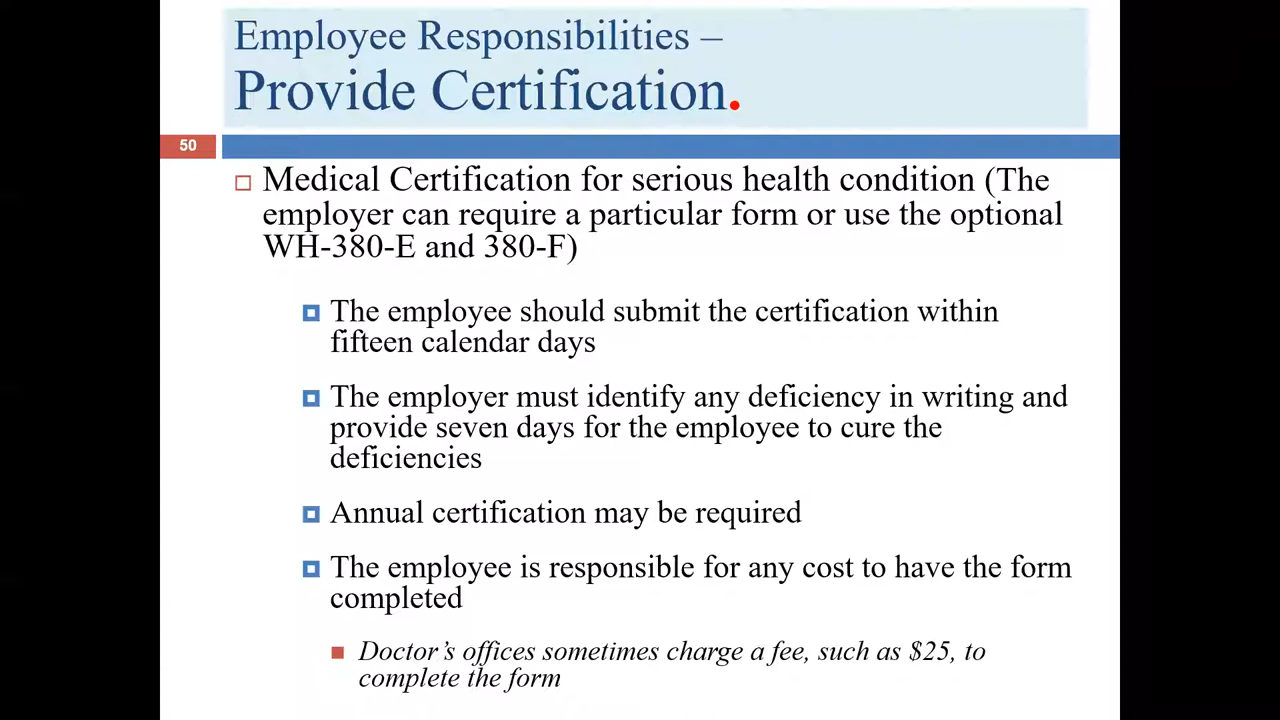 Employee Responsibilities –
Provide Certification.
50
Medical Certification for serious health condition (The
employer can require a particular form or use the optional
WH-380-E and 380-F)
The employee should submit the certification within
fifteen calendar days
The employer must identify any deficiency in writing and
provide seven days for the employee to cure the
deficiencies
Annual certification may be required
The employee is responsible for any cost to have the form
completed
Doctor’s offices sometimes charge a fee, such as $25, to
complete the form